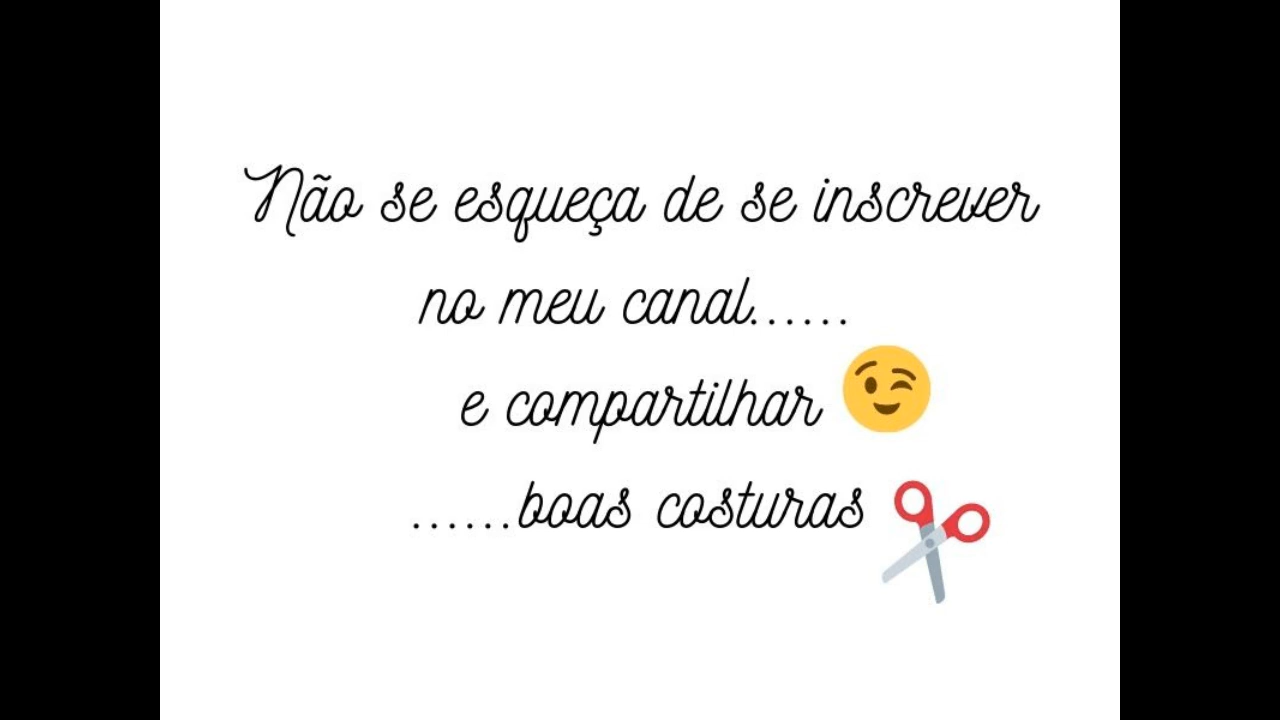 Não se esqueça de se inscrever
no meu canal......
e compartilhar 😉
......boas costuras ✂️